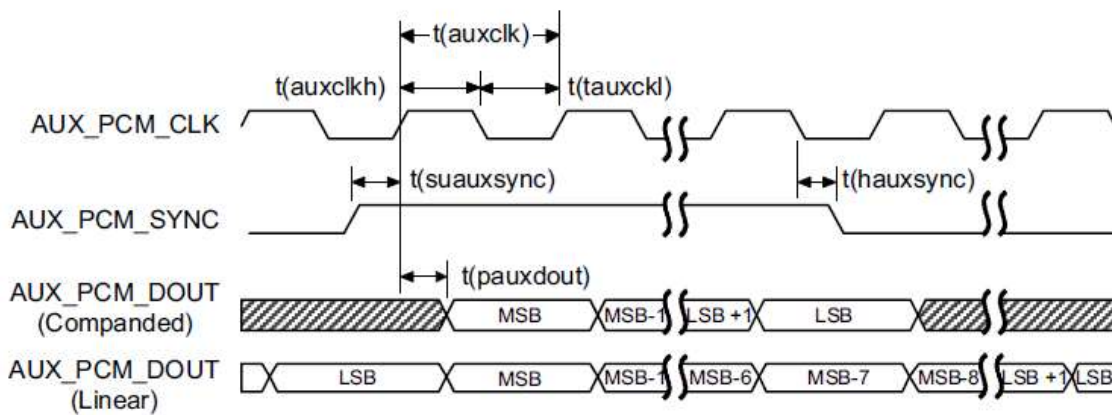 t(auxclk)
t(auxclkh) t(tauxckl)
AUX_PCM_CLK
t(suauxsync) t(hauxsync)
AUX_PCM_SYNC
t(pauxdout)
AUX_PCM_DOUT
(Companded)
MSB MSB-1 LSB +1 LSB
AUX_PCM_DOUT
(Linear)
LSB MSB MSB-1 MSB-6 MSB-7 MSB-8 LSB +1 LSB